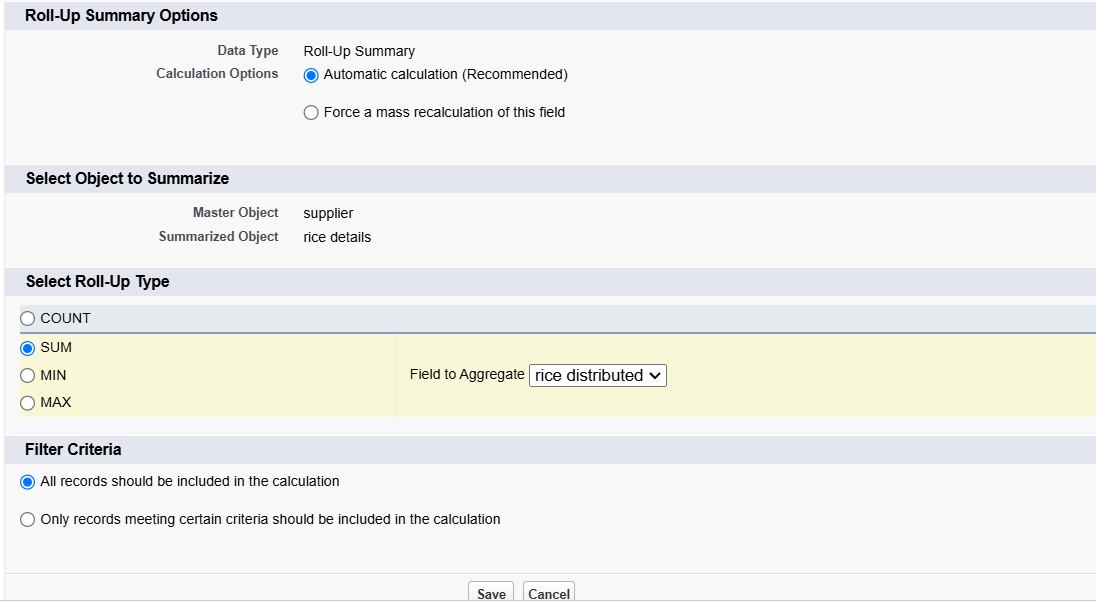 Roll-Up Summary Options
Data Type Roll-Up Summary
Calculation Options Automatic calculation (Recommended)
Force a mass recalculation of this field
Select Object to Summarize
Master Object supplier
Summarized Object rice details
Select Roll-Up Type
COUNT
SUM
MIN
MAX
Field to Aggregate rice distributed
Filter Criteria
All records should be included in the calculation
Only records meeting certain criteria should be included in the calculation
Save Cancel